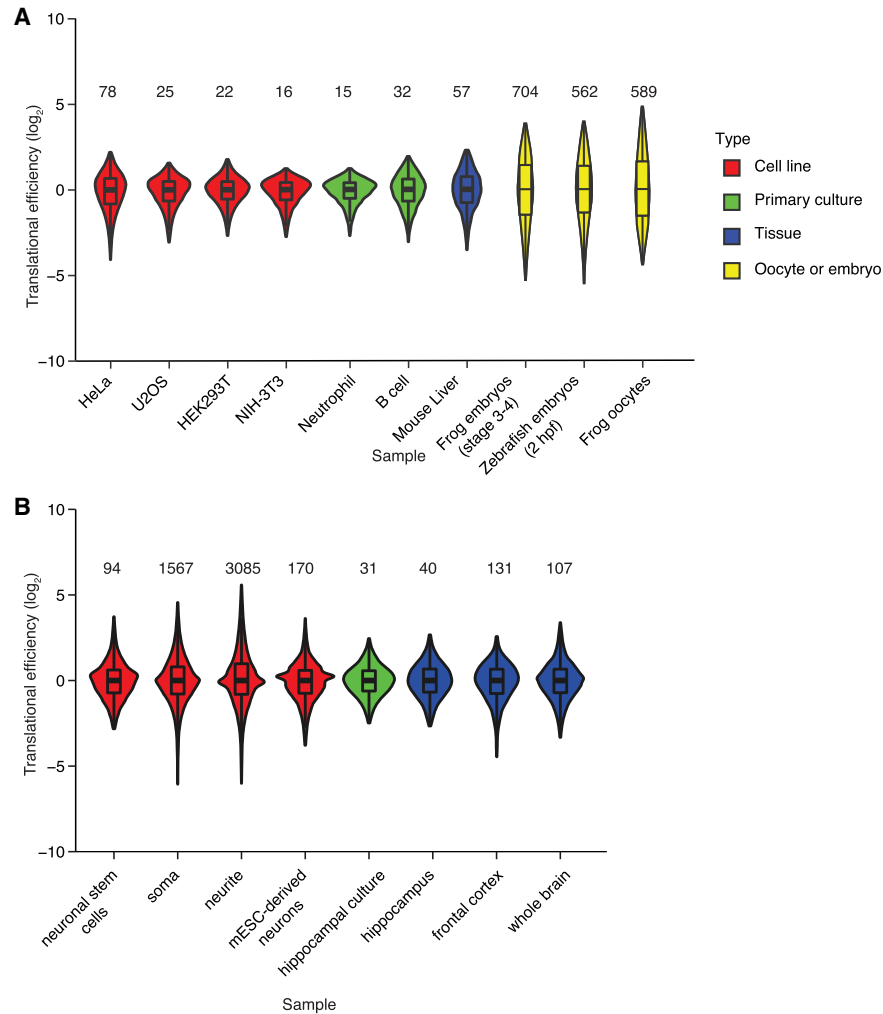 A
10
5
0
−5
−10
Translational efficiency (log2)
78 25 22 16 15 32 57 704 562 589
HeLa
U2OS
HEK293T
NIH-3T3
Neutrophil
B cell
Mouse Liver
Frog embryos
(stage 3-4)
Zebrafish embryos
(2 hpf)
Frog oocytes
Sample
Type
Cell line
Primary culture
Tissue
Oocyte or embryo
B
10
5
0
−5
−10
Translational efficiency (log2)
94 1567 3085 170 31 40 131 107
neuronal stem
cells
soma
neurite
mESC-derived
neurons
hippocampal culture
hippocampus
frontal cortex
whole brain
Sample